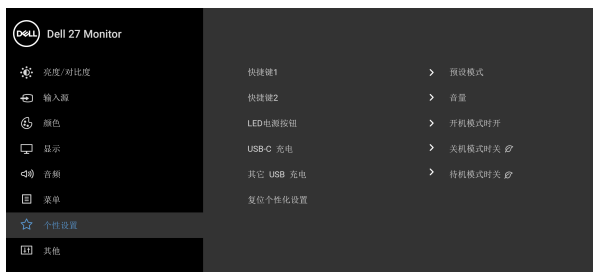 DELL Dell 27 Monitor
亮度/对比度
输入源
颜色
显示
音频
菜单
个性设置
其他
快捷键1 预设模式
快捷键2 音量
LED电源按钮 开机模式时开
USB-C 充电 关机模式时关
其它 USB 充电 待机模式时关
复位个性化设置